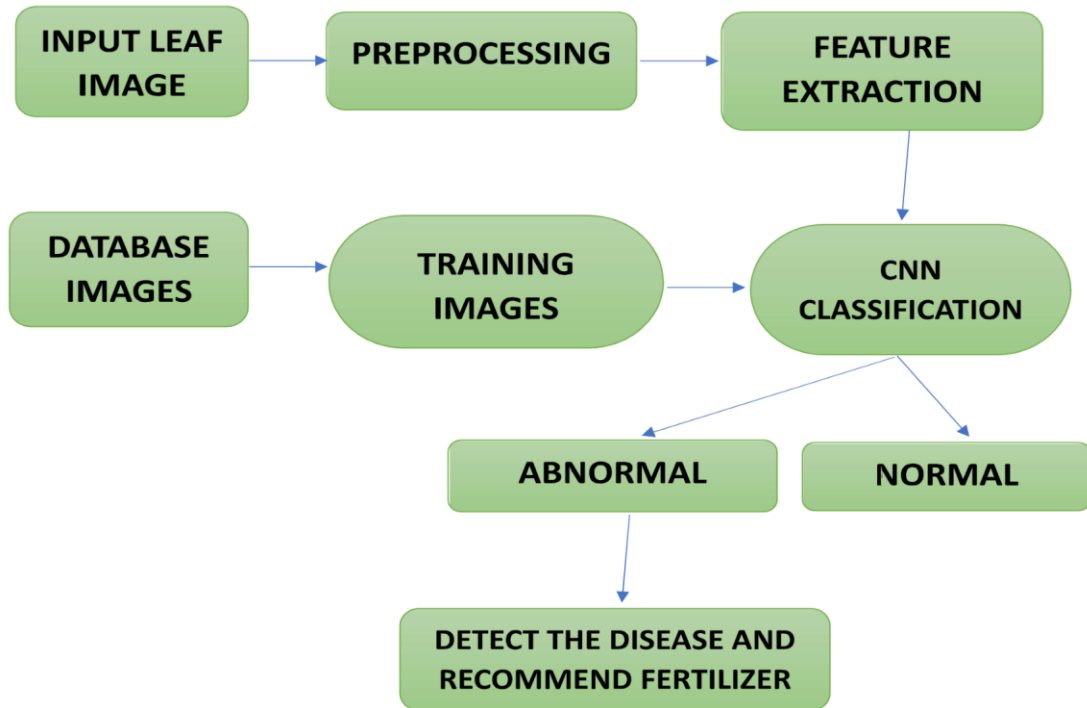 INPUT LEAF
IMAGE
PREPROCESSING
FEATURE
EXTRACTION
DATABASE
IMAGES
TRAINING
IMAGES
CNN
CLASSIFICATION
ABNORMAL
NORMAL
DETECT THE DISEASE AND
RECOMMEND FERTILIZER